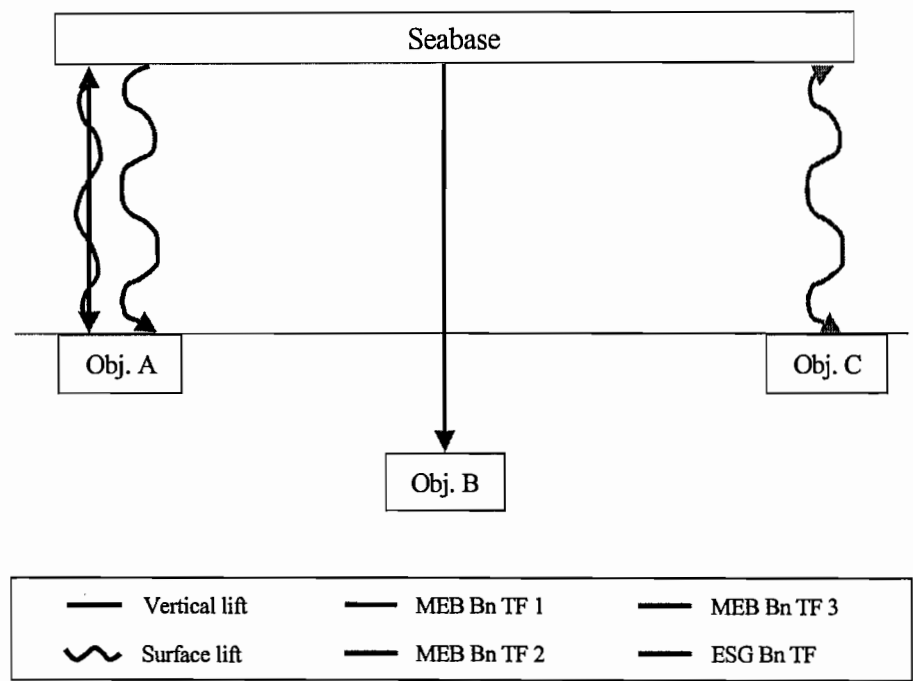 Seabase
Obj. A
Obj. C
Obj. B
Vertical lift
MEB Bn TF 1
MEB Bn TF 3
Surface lift
MEB Bn TF 2
ESG Bn TF